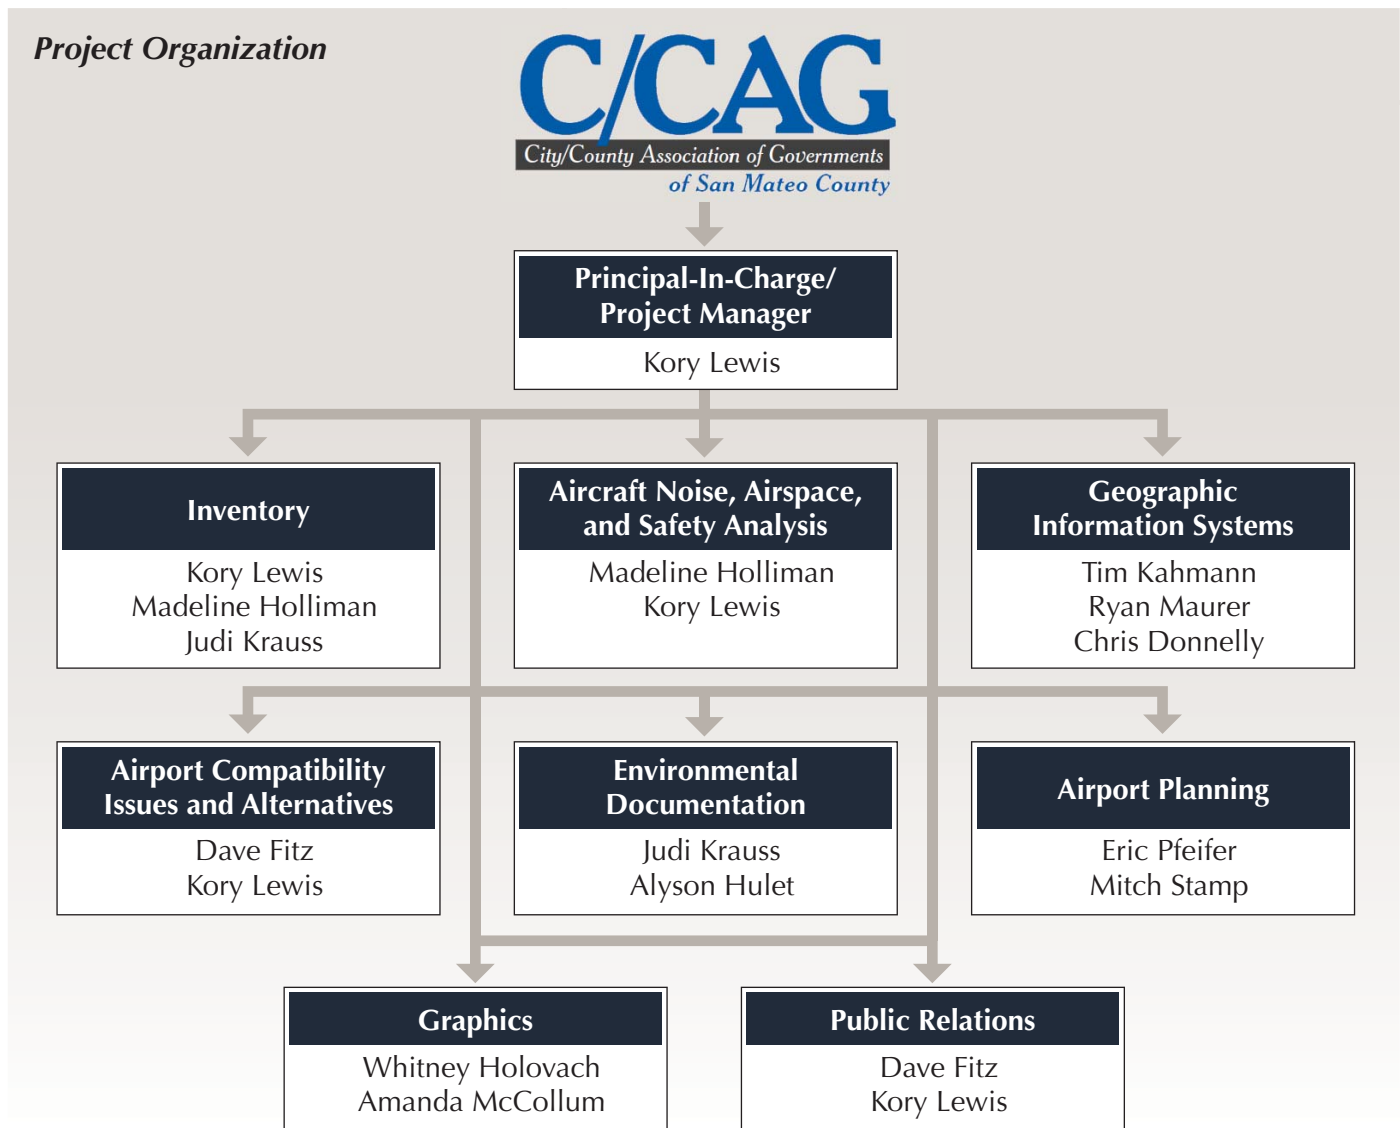 Project Organization
C/CAG
City/County Association of Governments
of San Mateo County
Principal-In-Charge/
Project Manager
Kory Lewis
Inventory
Kory Lewis
Madeline Holliman
Judi Krauss
Aircraft Noise, Airspace,
and Safety Analysis
Madeline Holliman
Kory Lewis
Geographic
Information Systems
Tim Kahmann
Ryan Maurer
Chris Donnelly
Airport Compatibility
Issues and Alternatives
Dave Fitz
Kory Lewis
Environmental
Documentation
Judi Krauss
Alyson Hulet
Airport Planning
Eric Pfeifer
Mitch Stamp
Graphics
Whitney Holovach
Amanda McCollum
Public Relations
Dave Fitz
Kory Lewis